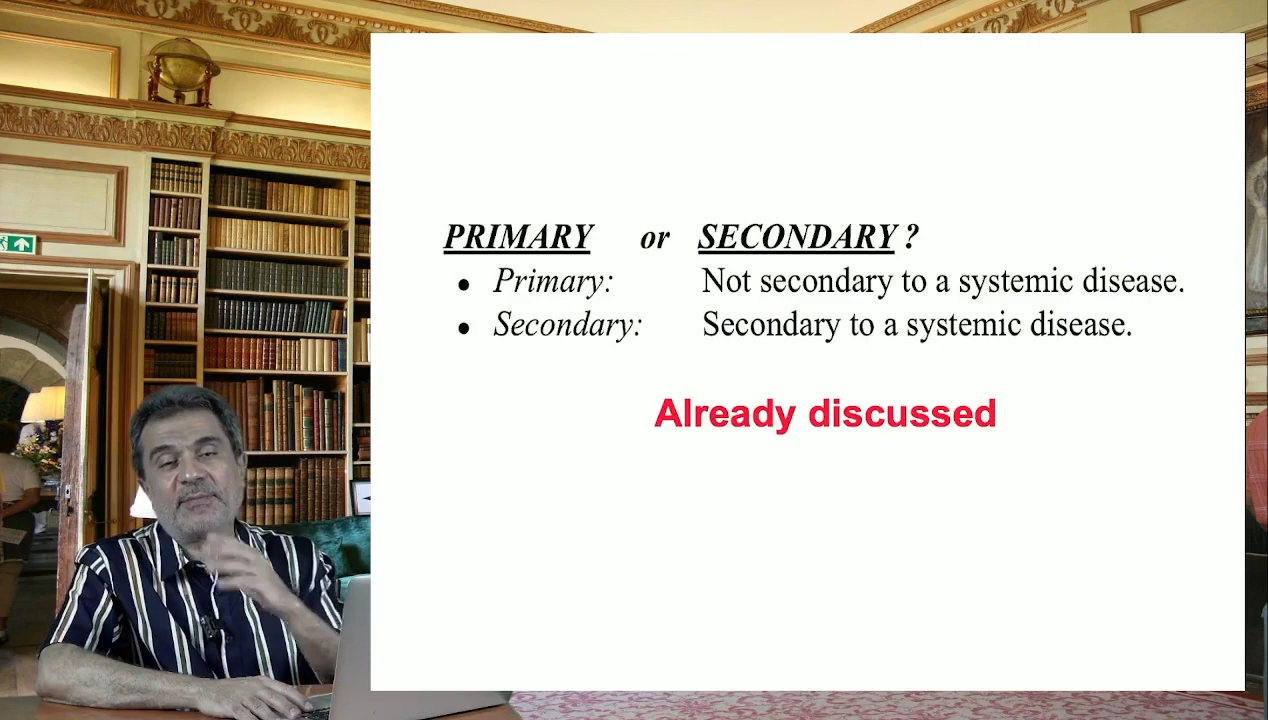 PRIMARY or SECONDARY ?
• Primary: Not secondary to a systemic disease.
• Secondary: Secondary to a systemic disease.
Already discussed